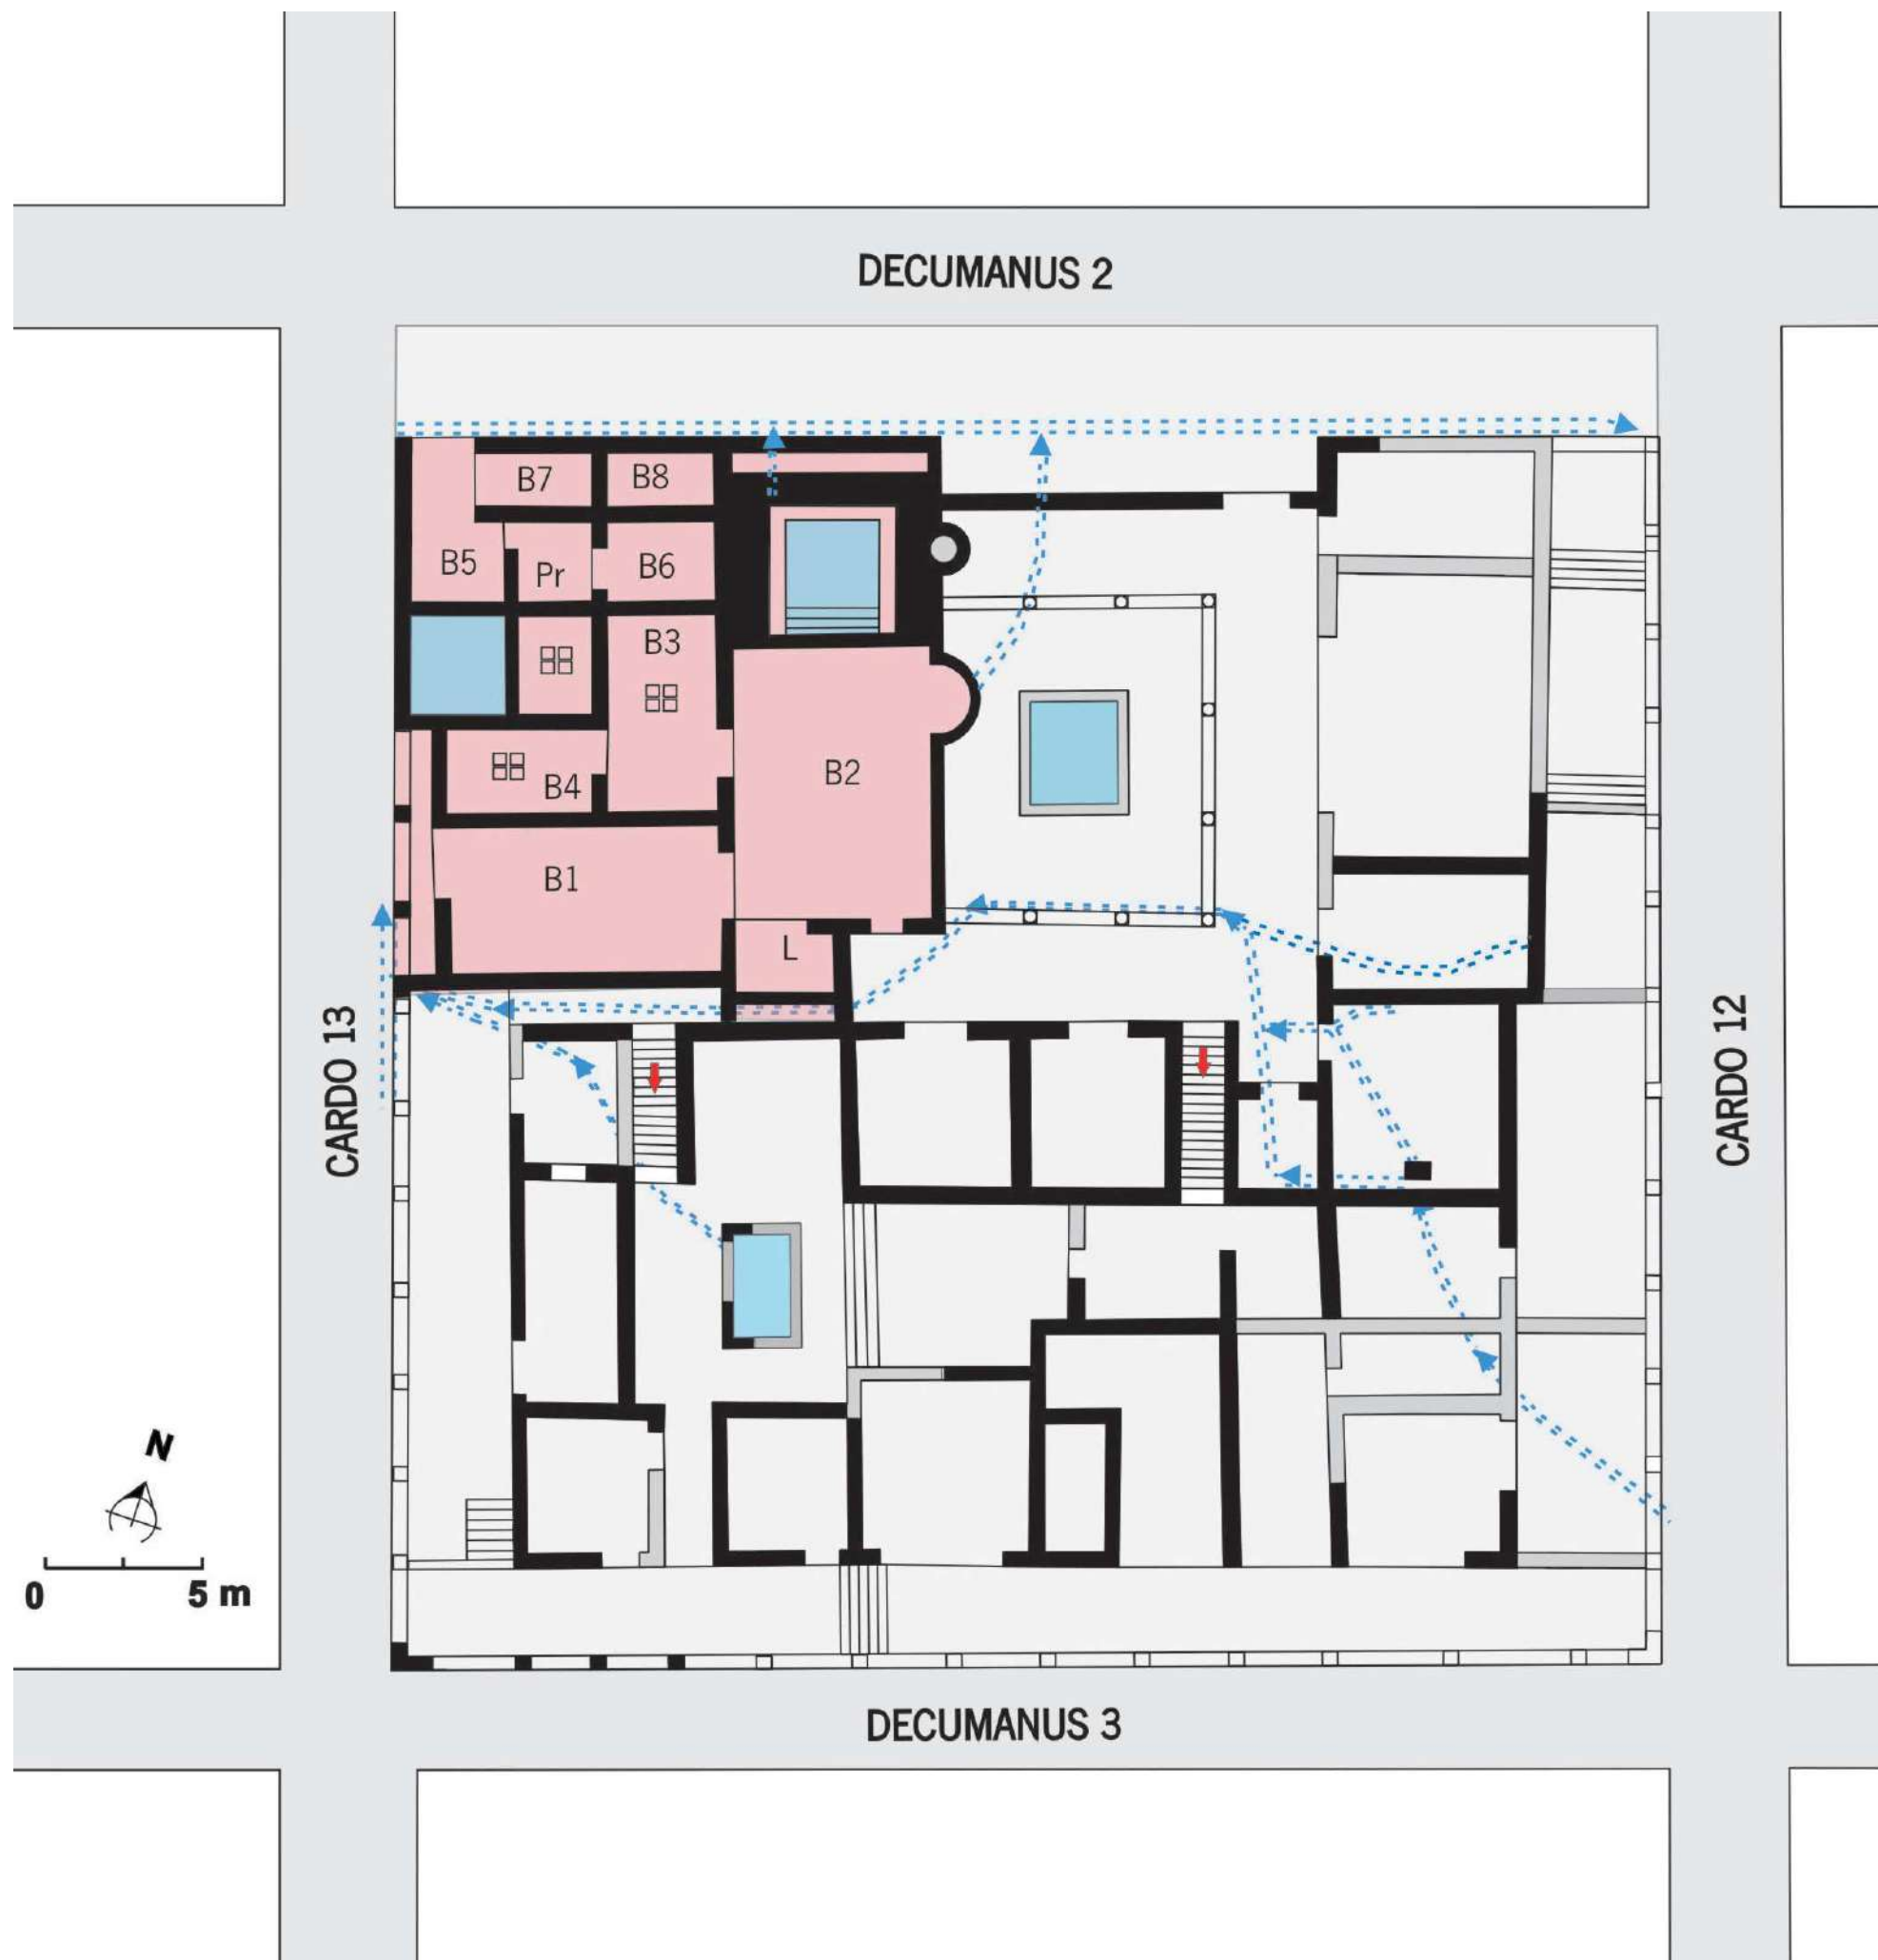 DECUMANUS 2
B7
B8
B5
Pr
B6
B3
B4
B2
B1
L
CARDO 13
CARDO 12
N
0
5 m
DECUMANUS 3